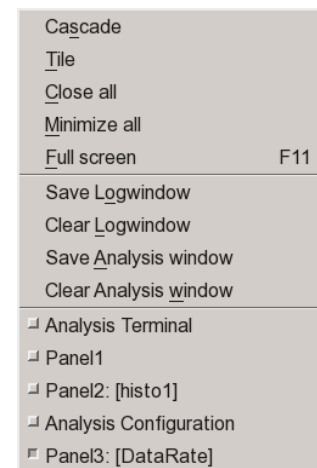 Cascade
Tile
Close all
Minimize all
Full screen F11
Save Logwindow
Clear Logwindow
Save Analysis window
Clear Analysis window
Analysis Terminal
Panel1
Panel2: [histo1]
Analysis Configuration
Panel3: [DataRate]